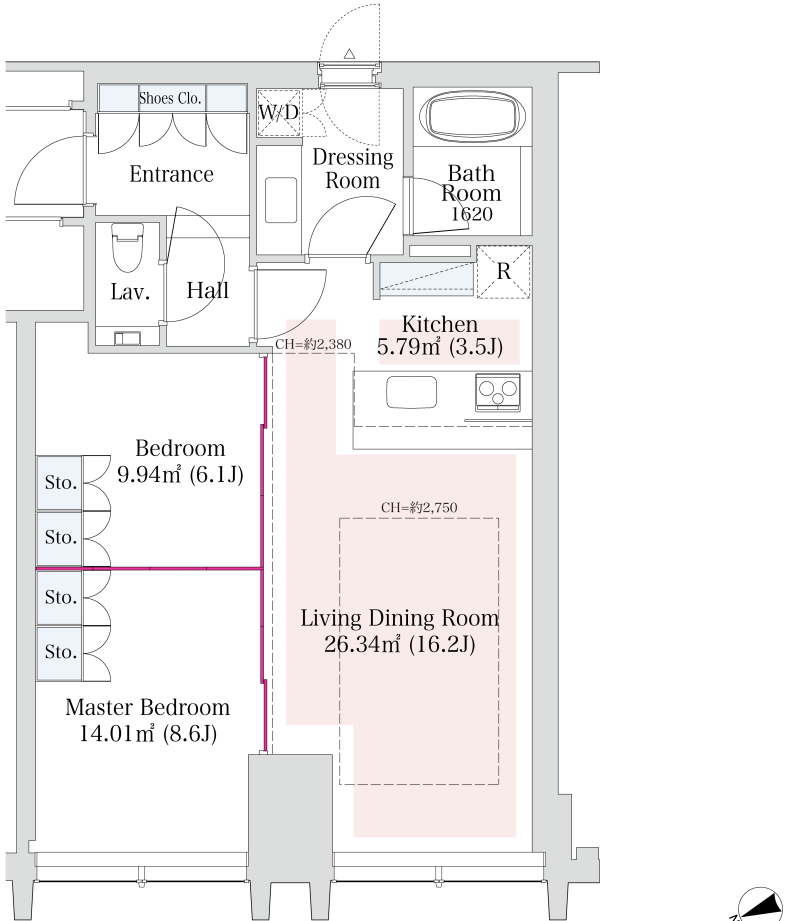 Shoes Clo.
W/D
Entrance
Dressing
Room
Bath
Room
1620
Lav.
Hall
R
Kitchen
5.79㎡ (3.5J)
CH=約2,380
Bedroom
9.94㎡ (6.1J)
Sto.
Sto.
CH=約2,750
Sto.
Sto.
Living Dining Room
26.34㎡ (16.2J)
Master Bedroom
14.01㎡ (8.6J)
N